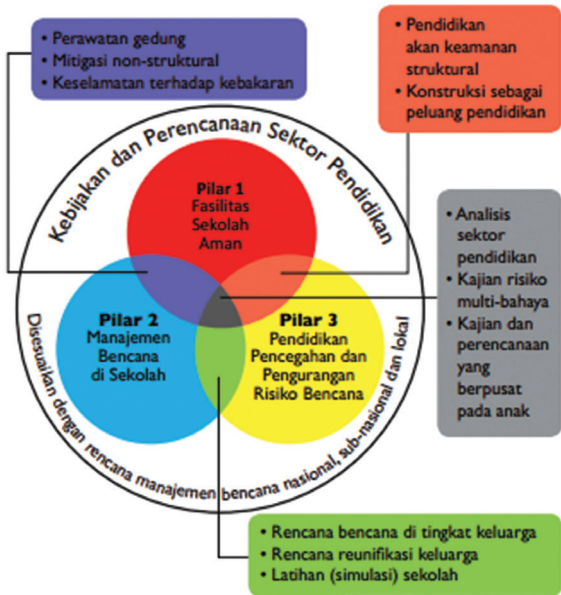 • Perawatan gedung
• Mitigasi non-struktural
• Keselamatan terhadap kebakaran
• Pendidikan
akan keamanan
struktural
• Konstruksi sebagai
peluang pendidikan
Kebijakan dan Perencanaan Sektor Pendidikan
Pilar 1
Fasilitas
Sekolah
Aman
• Analisis
sektor
pendidikan
• Kajian risiko
multi-bahaya
• Kajian dan
perencanaan
yang
berpusat
pada anak
Pilar 2
Manajemen
Bencana
di Sekolah
Pilar 3
Pendidikan
Pencegahan dan
Pengurangan
Risiko Bencana
Disesuaikan dengan rencana manajemen bencana nasional, sub-nasional dan lokal
• Rencana bencana di tingkat keluarga
• Rencana reunifikasi keluarga
• Latihan (simulasi) sekolah